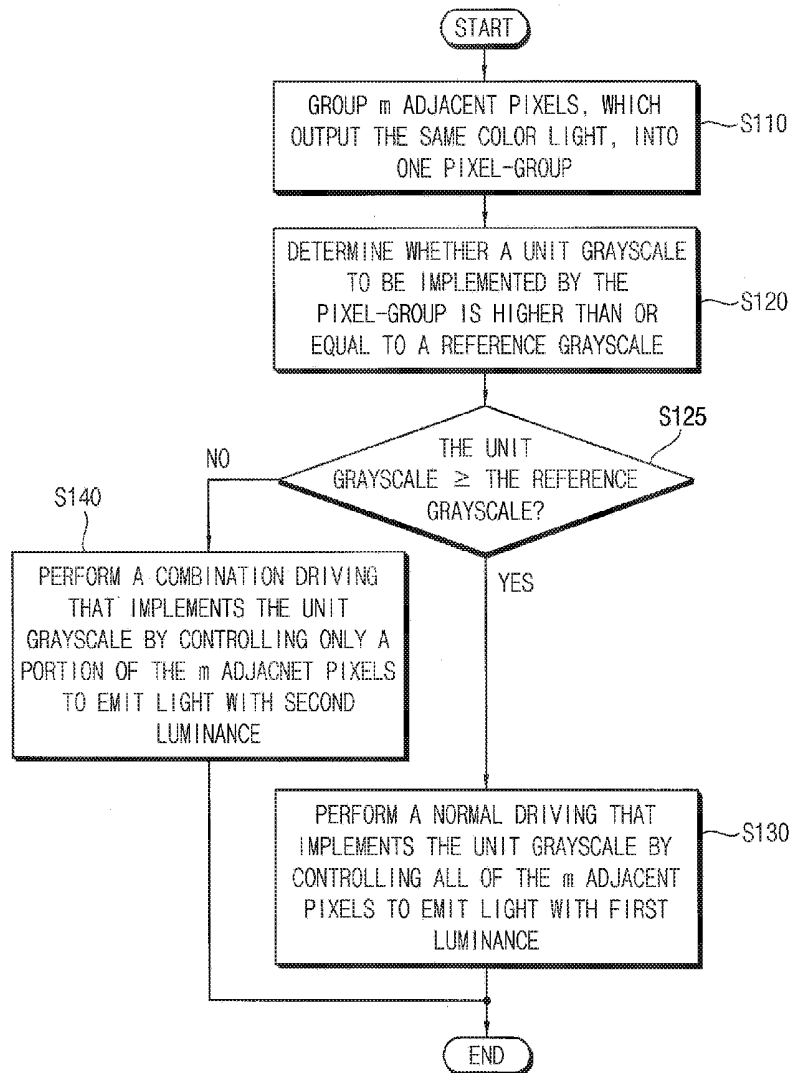 START
GROUP m ADJACENT PIXELS, WHICH
OUTPUT THE SAME COLOR LIGHT, INTO
ONE PIXEL-GROUP
S110
DETERMINE WHETHER A UNIT GRAYSCALE
TO BE IMPLEMENTED BY THE
PIXEL-GROUP IS HIGHER THAN OR
EQUAL TO A REFERENCE GRAYSCALE
S120
S125
THE UNIT
GRAYSCALE ≥ THE REFERENCE
GRAYSCALE?
NO
YES
S140
PERFORM A COMBINATION DRIVING
THAT IMPLEMENTS THE UNIT
GRAYSCALE BY CONTROLLING ONLY A
PORTION OF THE m ADJACNET PIXELS
TO EMIT LIGHT WITH SECOND
LUMINANCE
PERFORM A NORMAL DRIVING THAT
IMPLEMENTS THE UNIT GRAYSCALE BY
CONTROLLING ALL OF THE m ADJACENT
PIXELS TO EMIT LIGHT WITH FIRST
LUMINANCE
S130
END